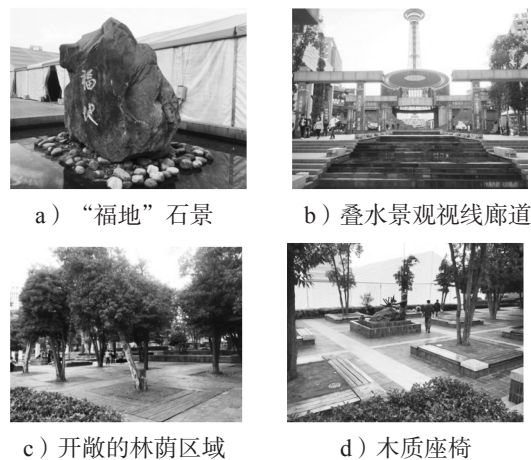 福地
a）“福地”石景
b）叠水景观视线廊道
c）开敞的林荫区域
d）木质座椅